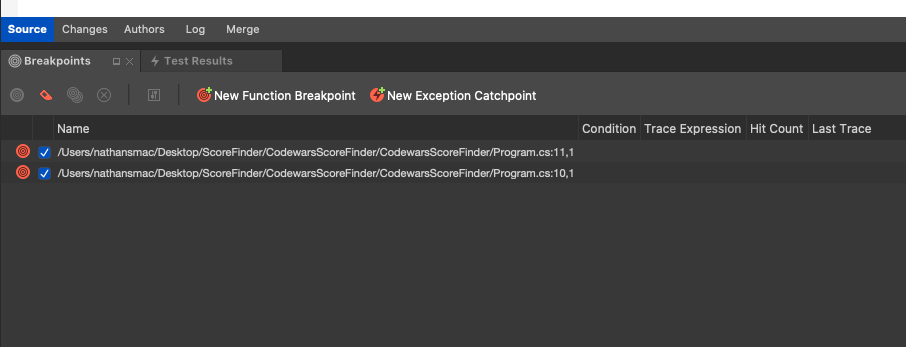 Source Changes Authors Log Merge
Breakpoints Test Results
New Function Breakpoint New Exception Catchpoint
Name Condition Trace Expression Hit Count Last Trace
/Users/nathansmac/Desktop/ScoreFinder/CodewarsScoreFinder/CodewarsScoreFinder/Program.cs:11,1
/Users/nathansmac/Desktop/ScoreFinder/CodewarsScoreFinder/CodewarsScoreFinder/Program.cs:10,1